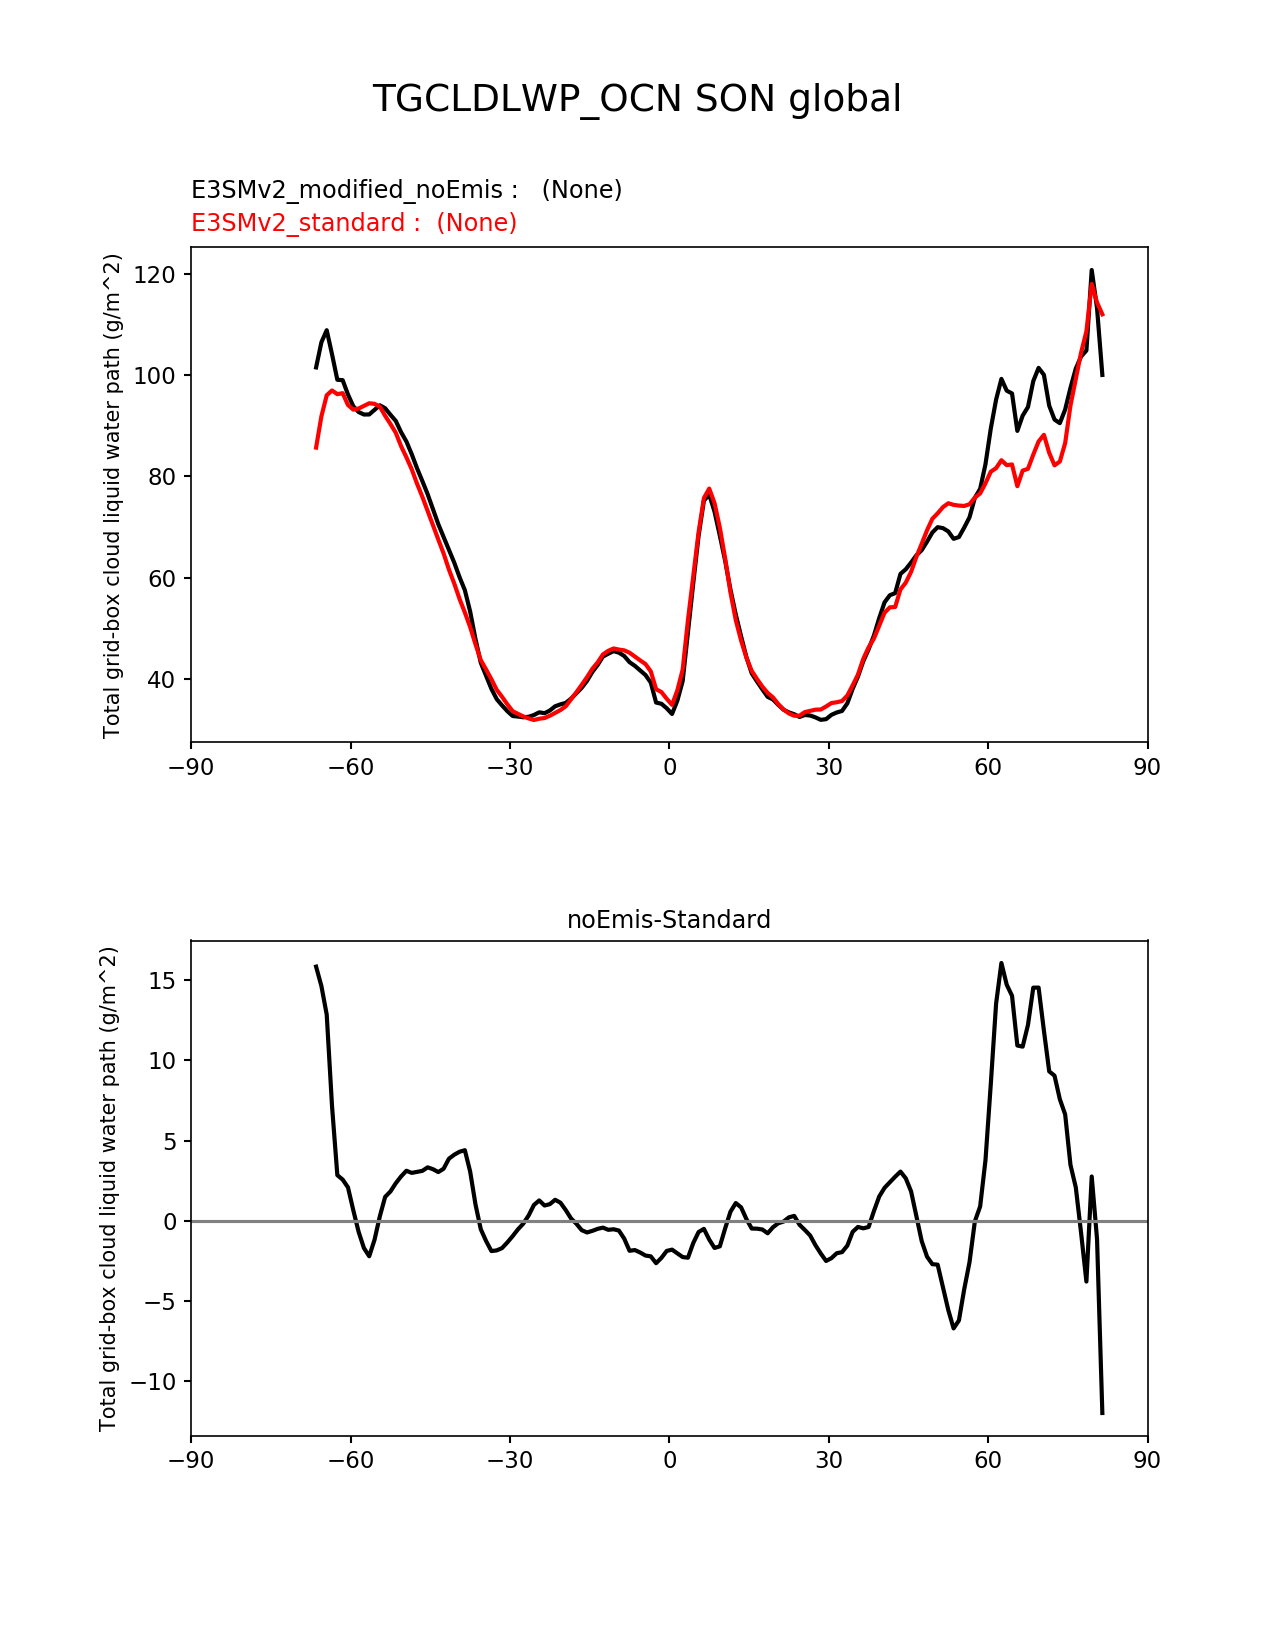 TGCLDLWP_OCN SON global
E3SMv2_modified_noEmis :   (None)
E3SMv2_standard :  (None)
Total grid-box cloud liquid water path (g/m^2)
120
100
80
60
40
−90 −60 −30 0 30 60 90
noEmis-Standard
Total grid-box cloud liquid water path (g/m^2)
15
10
5
0
−5
−10
−90 −60 −30 0 30 60 90